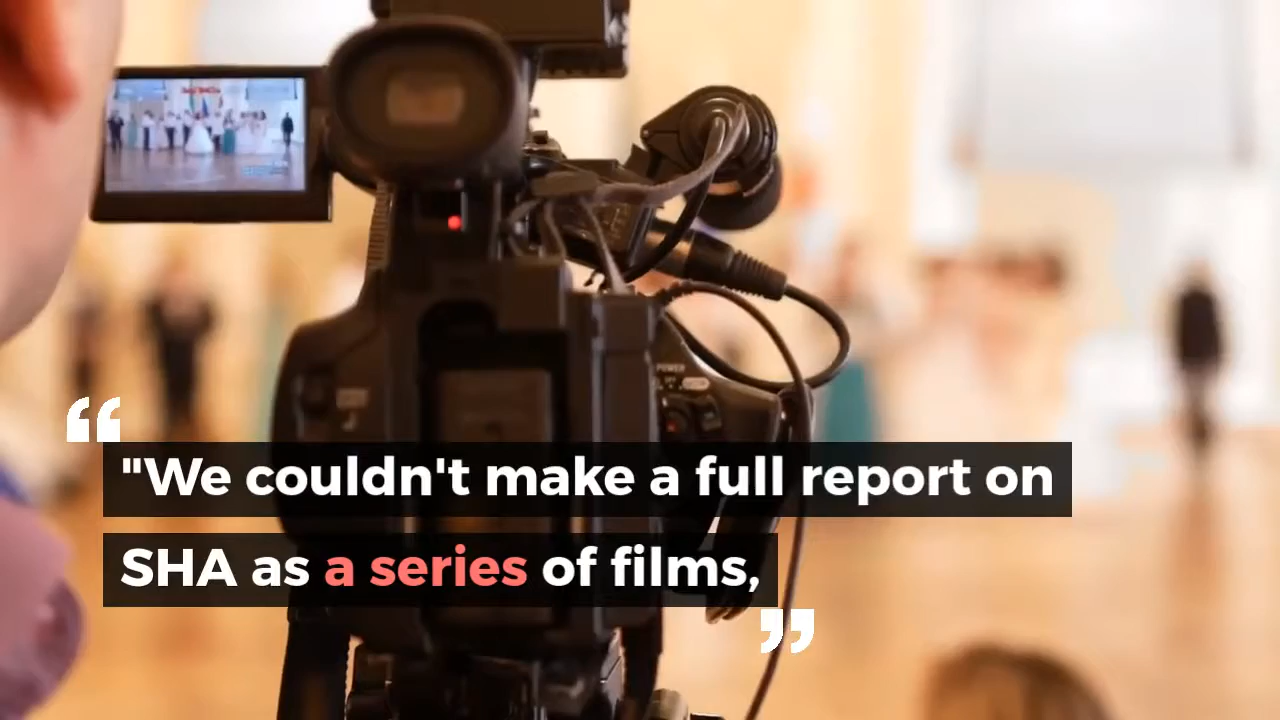 POWER
“
"We couldn't make a full report on
SHA as a series of films,
”